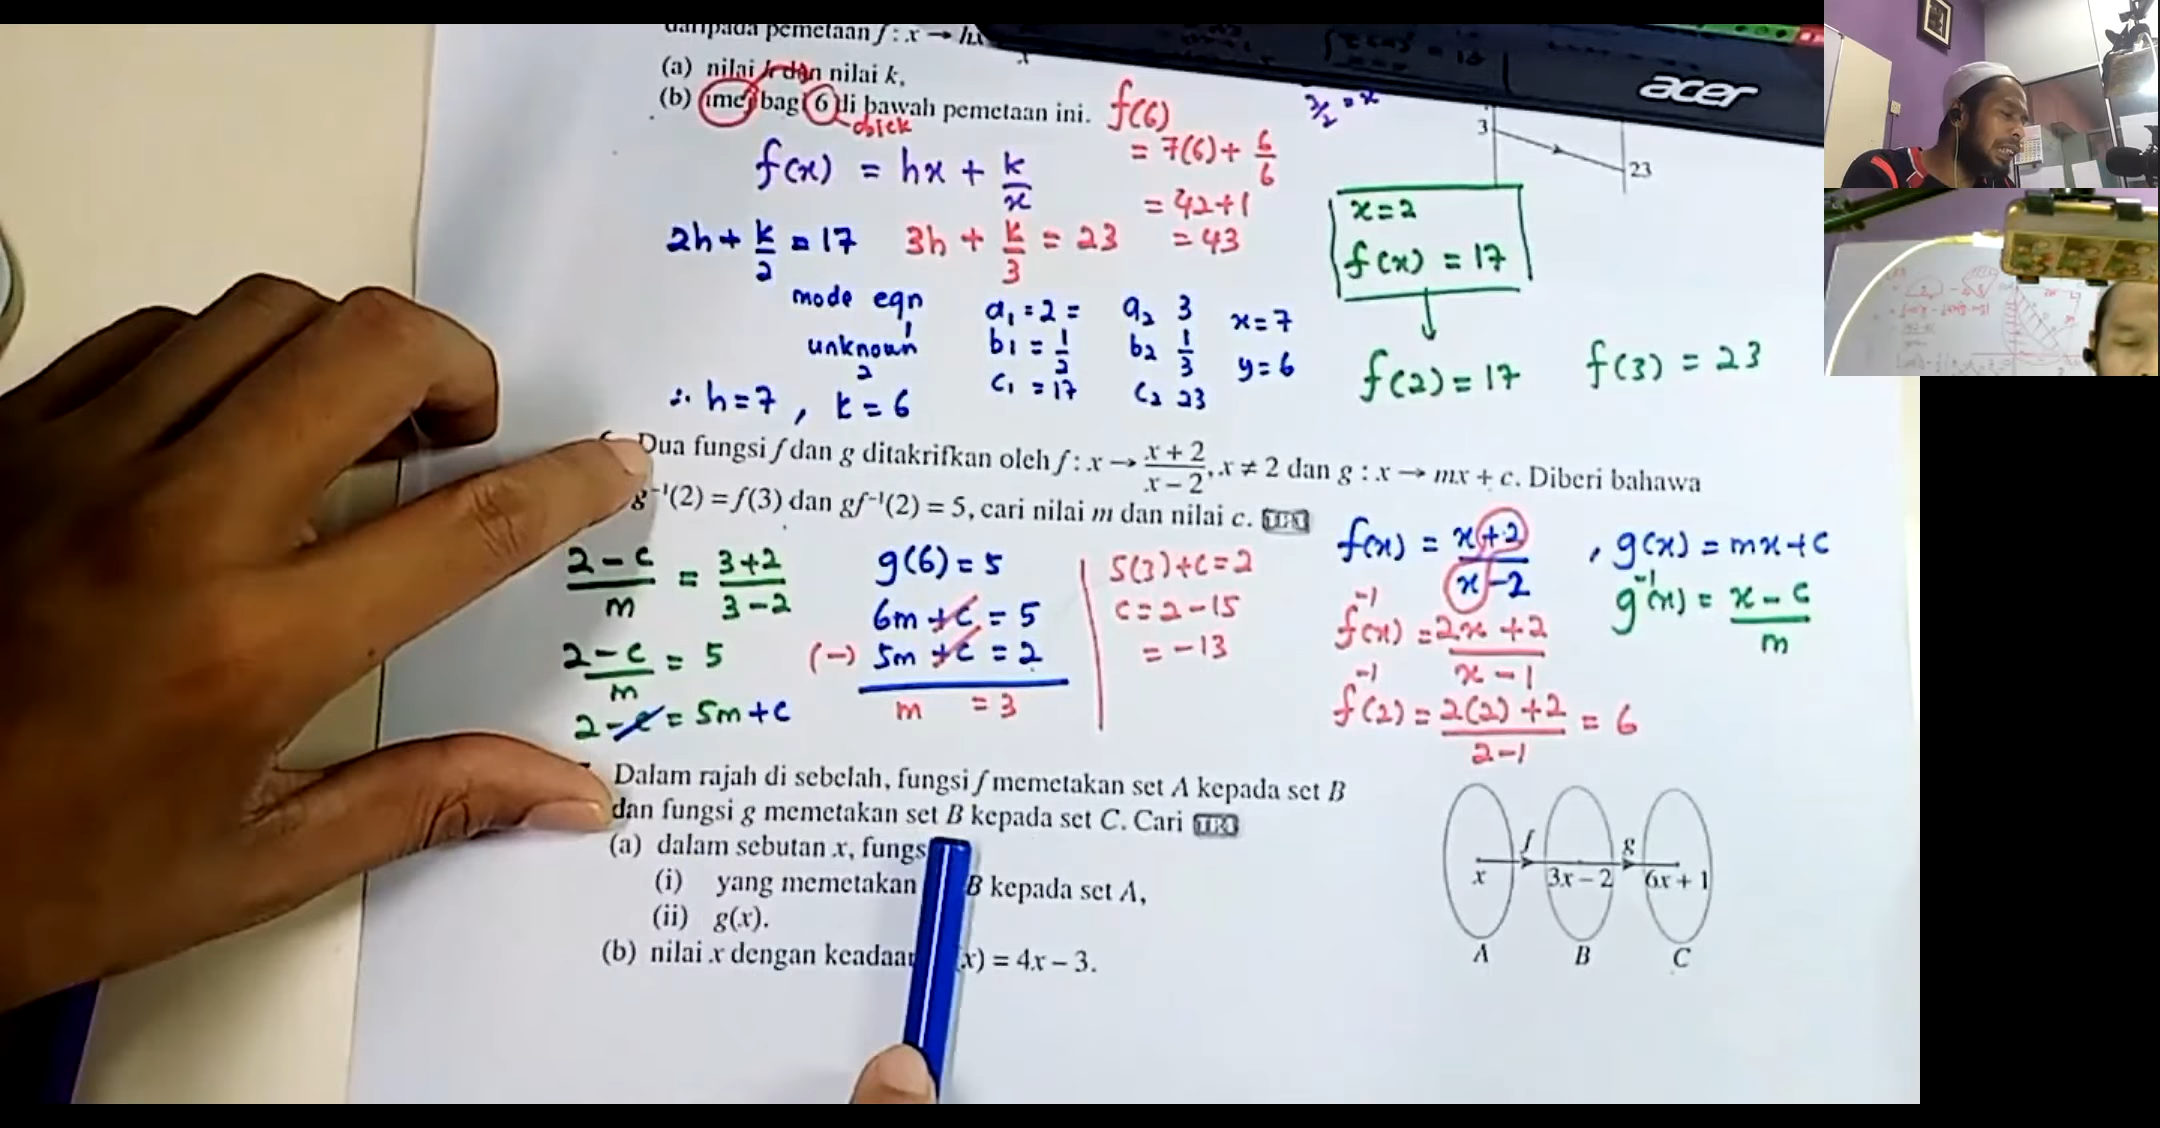 daripada pemetaan f : x → hx
(a) nilai h dan nilai k,
(b) imej bagi 6 di bawah pemetaan ini.
objek
acer
3/2 = x
3
23
f(6)
= 7(6) + 6/6
= 42+1
= 43
f(x) = hx + k/x
2h + k/2 = 17
3h + k/3 = 23
x = 2
f(x) = 17
mode eqn
1
unknown
2
a₁ = 2 = a₂ 3
b₁ = 1/2 b₂ 1/3
c₁ = 17 c₂ 23
x = 7
y = 6
f(2) = 17 f(3) = 23
∴ h = 7 , k = 6
Dua fungsi f dan g ditakrifkan oleh f : x → (x + 2)/(x − 2), x ≠ 2 dan g : x → mx + c. Diberi bahawa
g⁻¹(2) = f(3) dan gf⁻¹(2) = 5, cari nilai m dan nilai c.
(2 − c)/m = (3+2)/(3−2)
(2 − c)/m = 5
2 − c = 5m + c
g(6) = 5
6m + c = 5
(−) 5m + c = 2
m = 3
5(3) + c = 2
c = 2 − 15
= −13
f(x) = (x + 2)/(x − 2) , g(x) = mx + c
f⁻¹(x) = (2x + 2)/(x − 1)
g⁻¹(x) = (x − c)/m
f⁻¹(2) = (2(2) + 2)/(2 − 1) = 6
Dalam rajah di sebelah, fungsi f memetakan set A kepada set B
dan fungsi g memetakan set B kepada set C. Cari
(a) dalam sebutan x, fungs
(i) yang memetakan B kepada set A,
(ii) g(x).
(b) nilai x dengan keadaan x) = 4x − 3.
f g
x 3x − 2 6x + 1
A B C